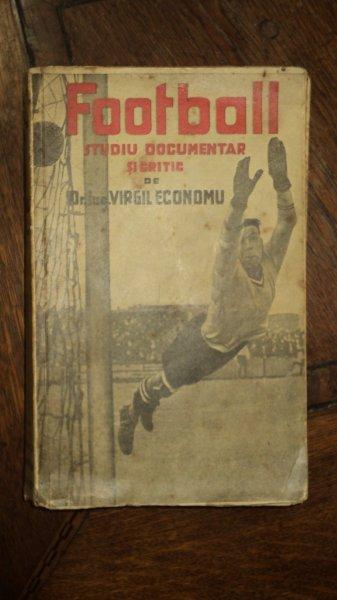 Football
STUDIU DOCUMENTAR
ȘI CRITIC
DE
VIRGIL ECONOMU